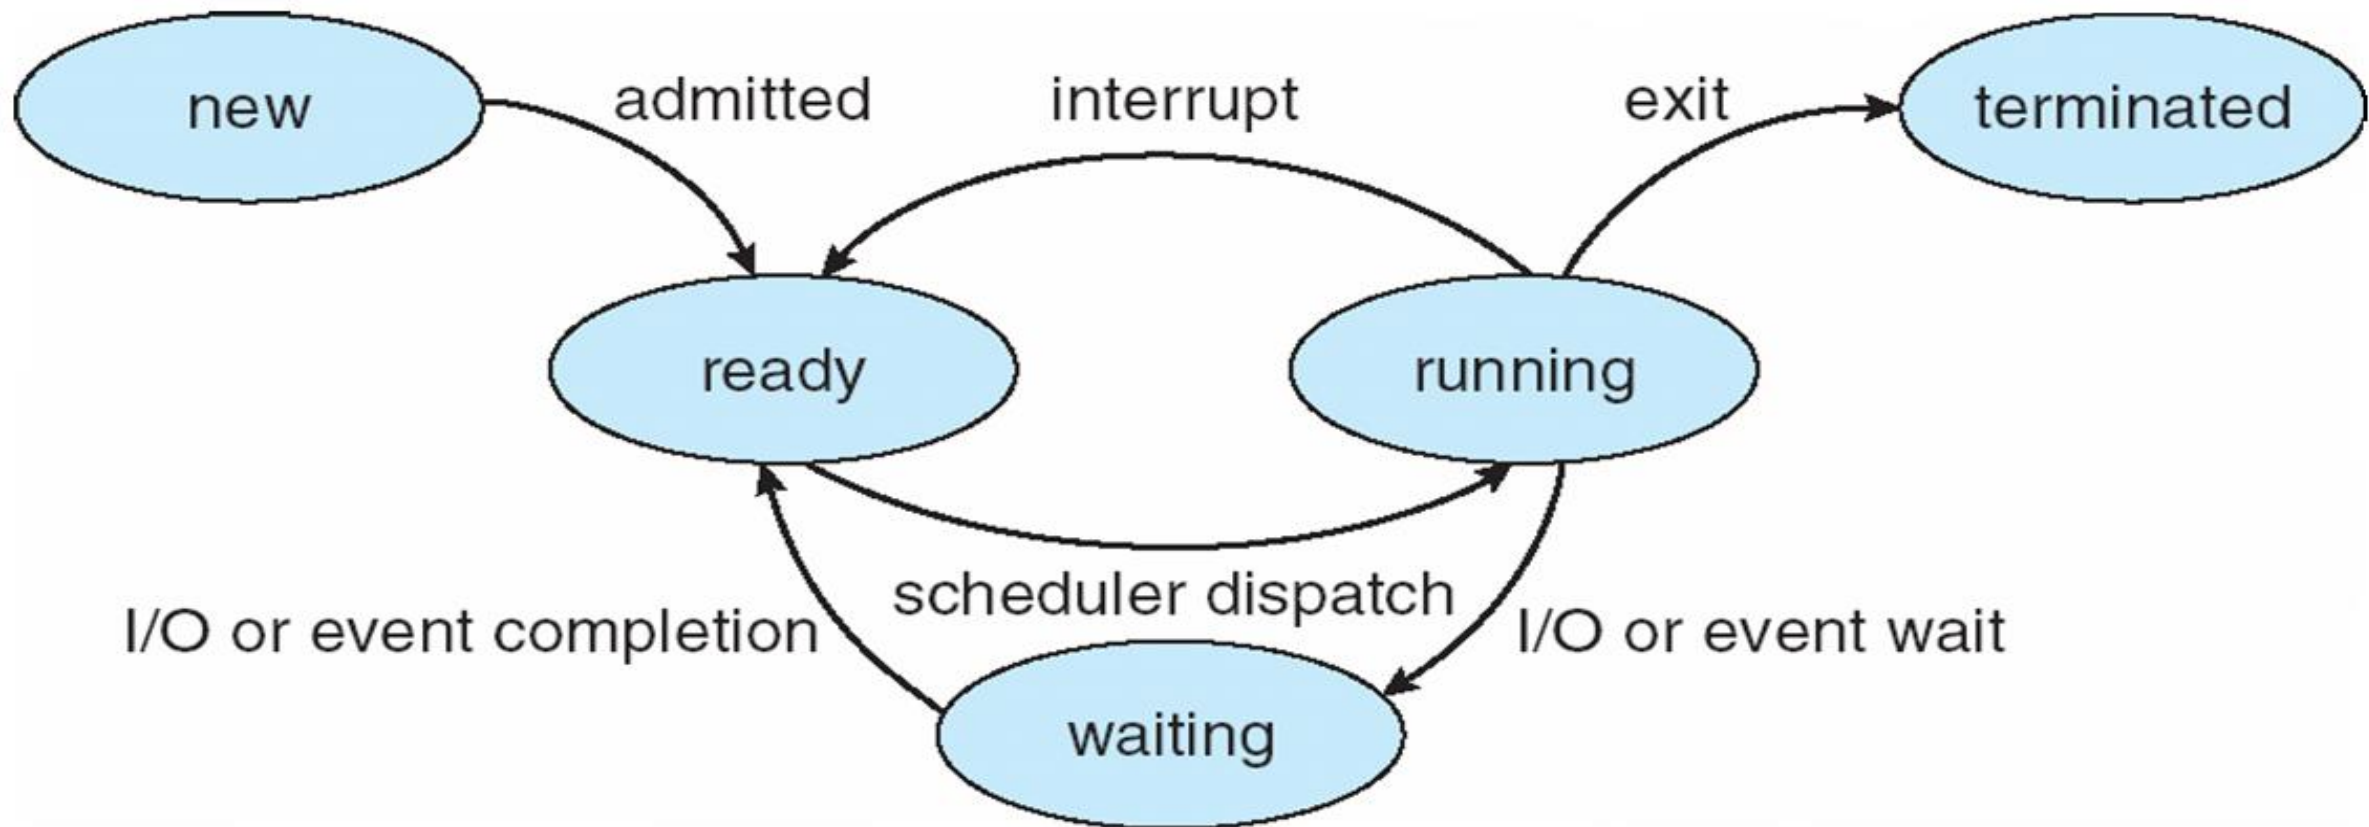 new
admitted
interrupt
exit
terminated
ready
running
scheduler dispatch
I/O or event completion
I/O or event wait
waiting